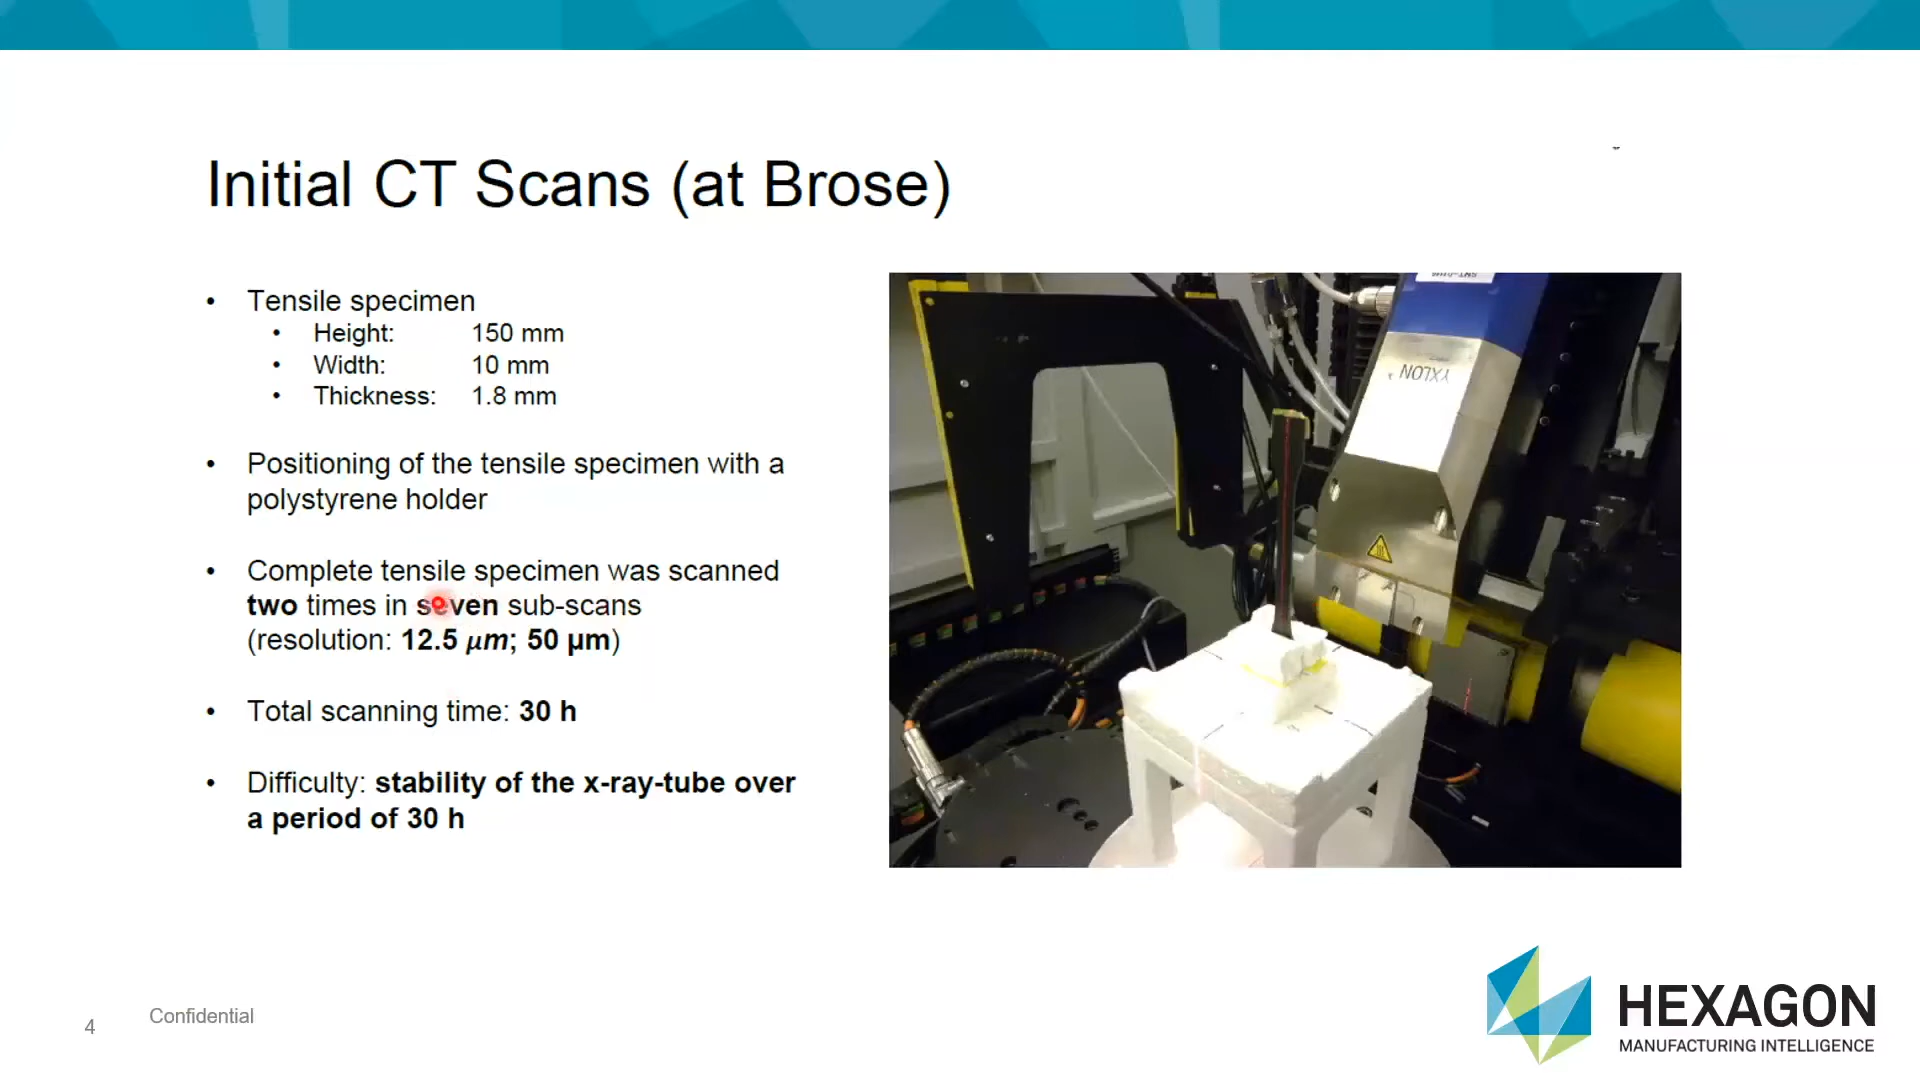 Initial CT Scans (at Brose)
• Tensile specimen
• Height: 150 mm
• Width: 10 mm
• Thickness: 1.8 mm
• Positioning of the tensile specimen with a
polystyrene holder
• Complete tensile specimen was scanned
two times in seven sub-scans
(resolution: 12.5 μm; 50 μm)
• Total scanning time: 30 h
• Difficulty: stability of the x-ray-tube over
a period of 30 h
YXLON
4
Confidential
HEXAGON
MANUFACTURING INTELLIGENCE